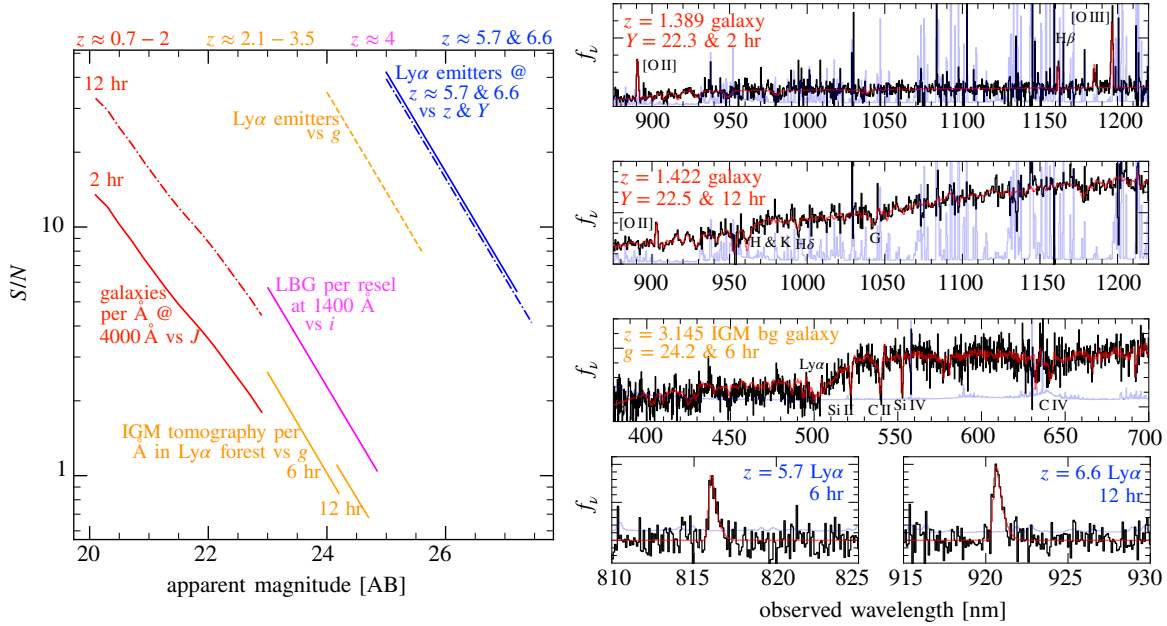 z ≈ 0.7 − 2
z ≈ 2.1 − 3.5
z ≈ 4
z ≈ 5.7 & 6.6
12 hr
2 hr
Lyα emitters @
z ≈ 5.7 & 6.6
vs z & Y
Lyα emitters
vs g
galaxies
per Å @
4000 Å vs J
LBG per resel
at 1400 Å
vs i
IGM tomography per
Å in Lyα forest vs g
6 hr
12 hr
S/N
10
1
20 22 24 26
apparent magnitude [AB]
z = 1.389 galaxy
Y = 22.3 & 2 hr
[O II]
Hβ
[O III]
fν
900 950 1000 1050 1100 1150 1200
z = 1.422 galaxy
Y = 22.5 & 12 hr
[O II]
H & K
Hδ
G
fν
900 950 1000 1050 1100 1150 1200
z = 3.145 IGM bg galaxy
g = 24.2 & 6 hr
Lyα
Si II
C II
Si IV
C IV
fν
400 450 500 550 600 650 700
z = 5.7 Lyα
6 hr
fν
810 815 820 825
z = 6.6 Lyα
12 hr
915 920 925 930
observed wavelength [nm]